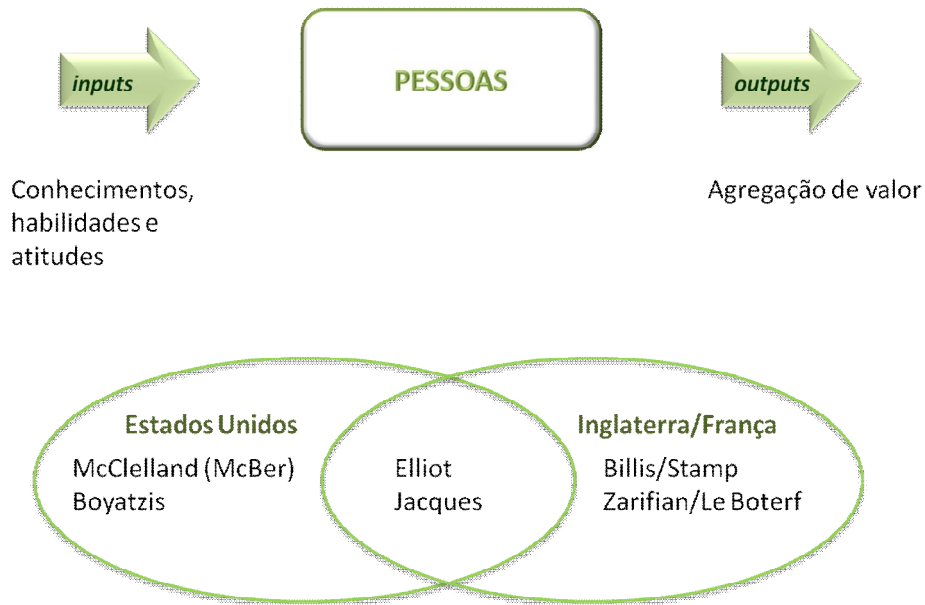 inputs
PESSOAS
outputs
Conhecimentos,
habilidades e
atitudes
Agregação de valor
Estados Unidos
McClelland (McBer)
Boyatzis
Elliot
Jacques
Inglaterra/França
Billis/Stamp
Zarifian/Le Boterf